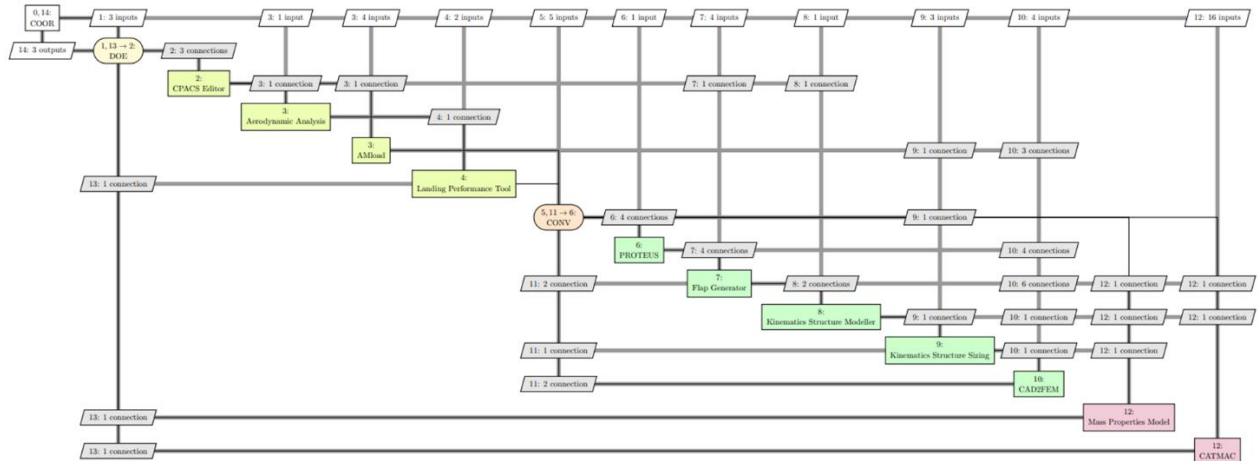 0, 14:
COOR
1: 3 inputs
3: 1 input
3: 4 inputs
4: 2 inputs
5: 5 inputs
6: 1 input
7: 4 inputs
8: 1 input
9: 3 inputs
10: 4 inputs
12: 16 inputs
14: 3 outputs
1, 13 → 2:
DOE
2: 3 connections
2:
CPACS Editor
3: 1 connection
3: 1 connection
7: 1 connection
8: 1 connection
3:
Aerodynamic Analysis
4: 1 connection
3:
AMload
9: 1 connection
10: 3 connections
13: 1 connection
4:
Landing Performance Tool
5, 11 → 6:
CONV
6: 4 connections
9: 1 connection
6:
PROTEUS
7: 4 connections
10: 4 connections
11: 2 connection
7:
Flap Generator
8: 2 connections
10: 6 connections
12: 1 connection
12: 1 connection
8:
Kinematics Structure Modeller
9: 1 connection
10: 1 connection
12: 1 connection
12: 1 connection
11: 1 connection
9:
Kinematics Structure Sizing
10: 1 connection
12: 1 connection
11: 2 connection
10:
CAD2FEM
13: 1 connection
12:
Mass Properties Model
13: 1 connection
12:
CATMAC